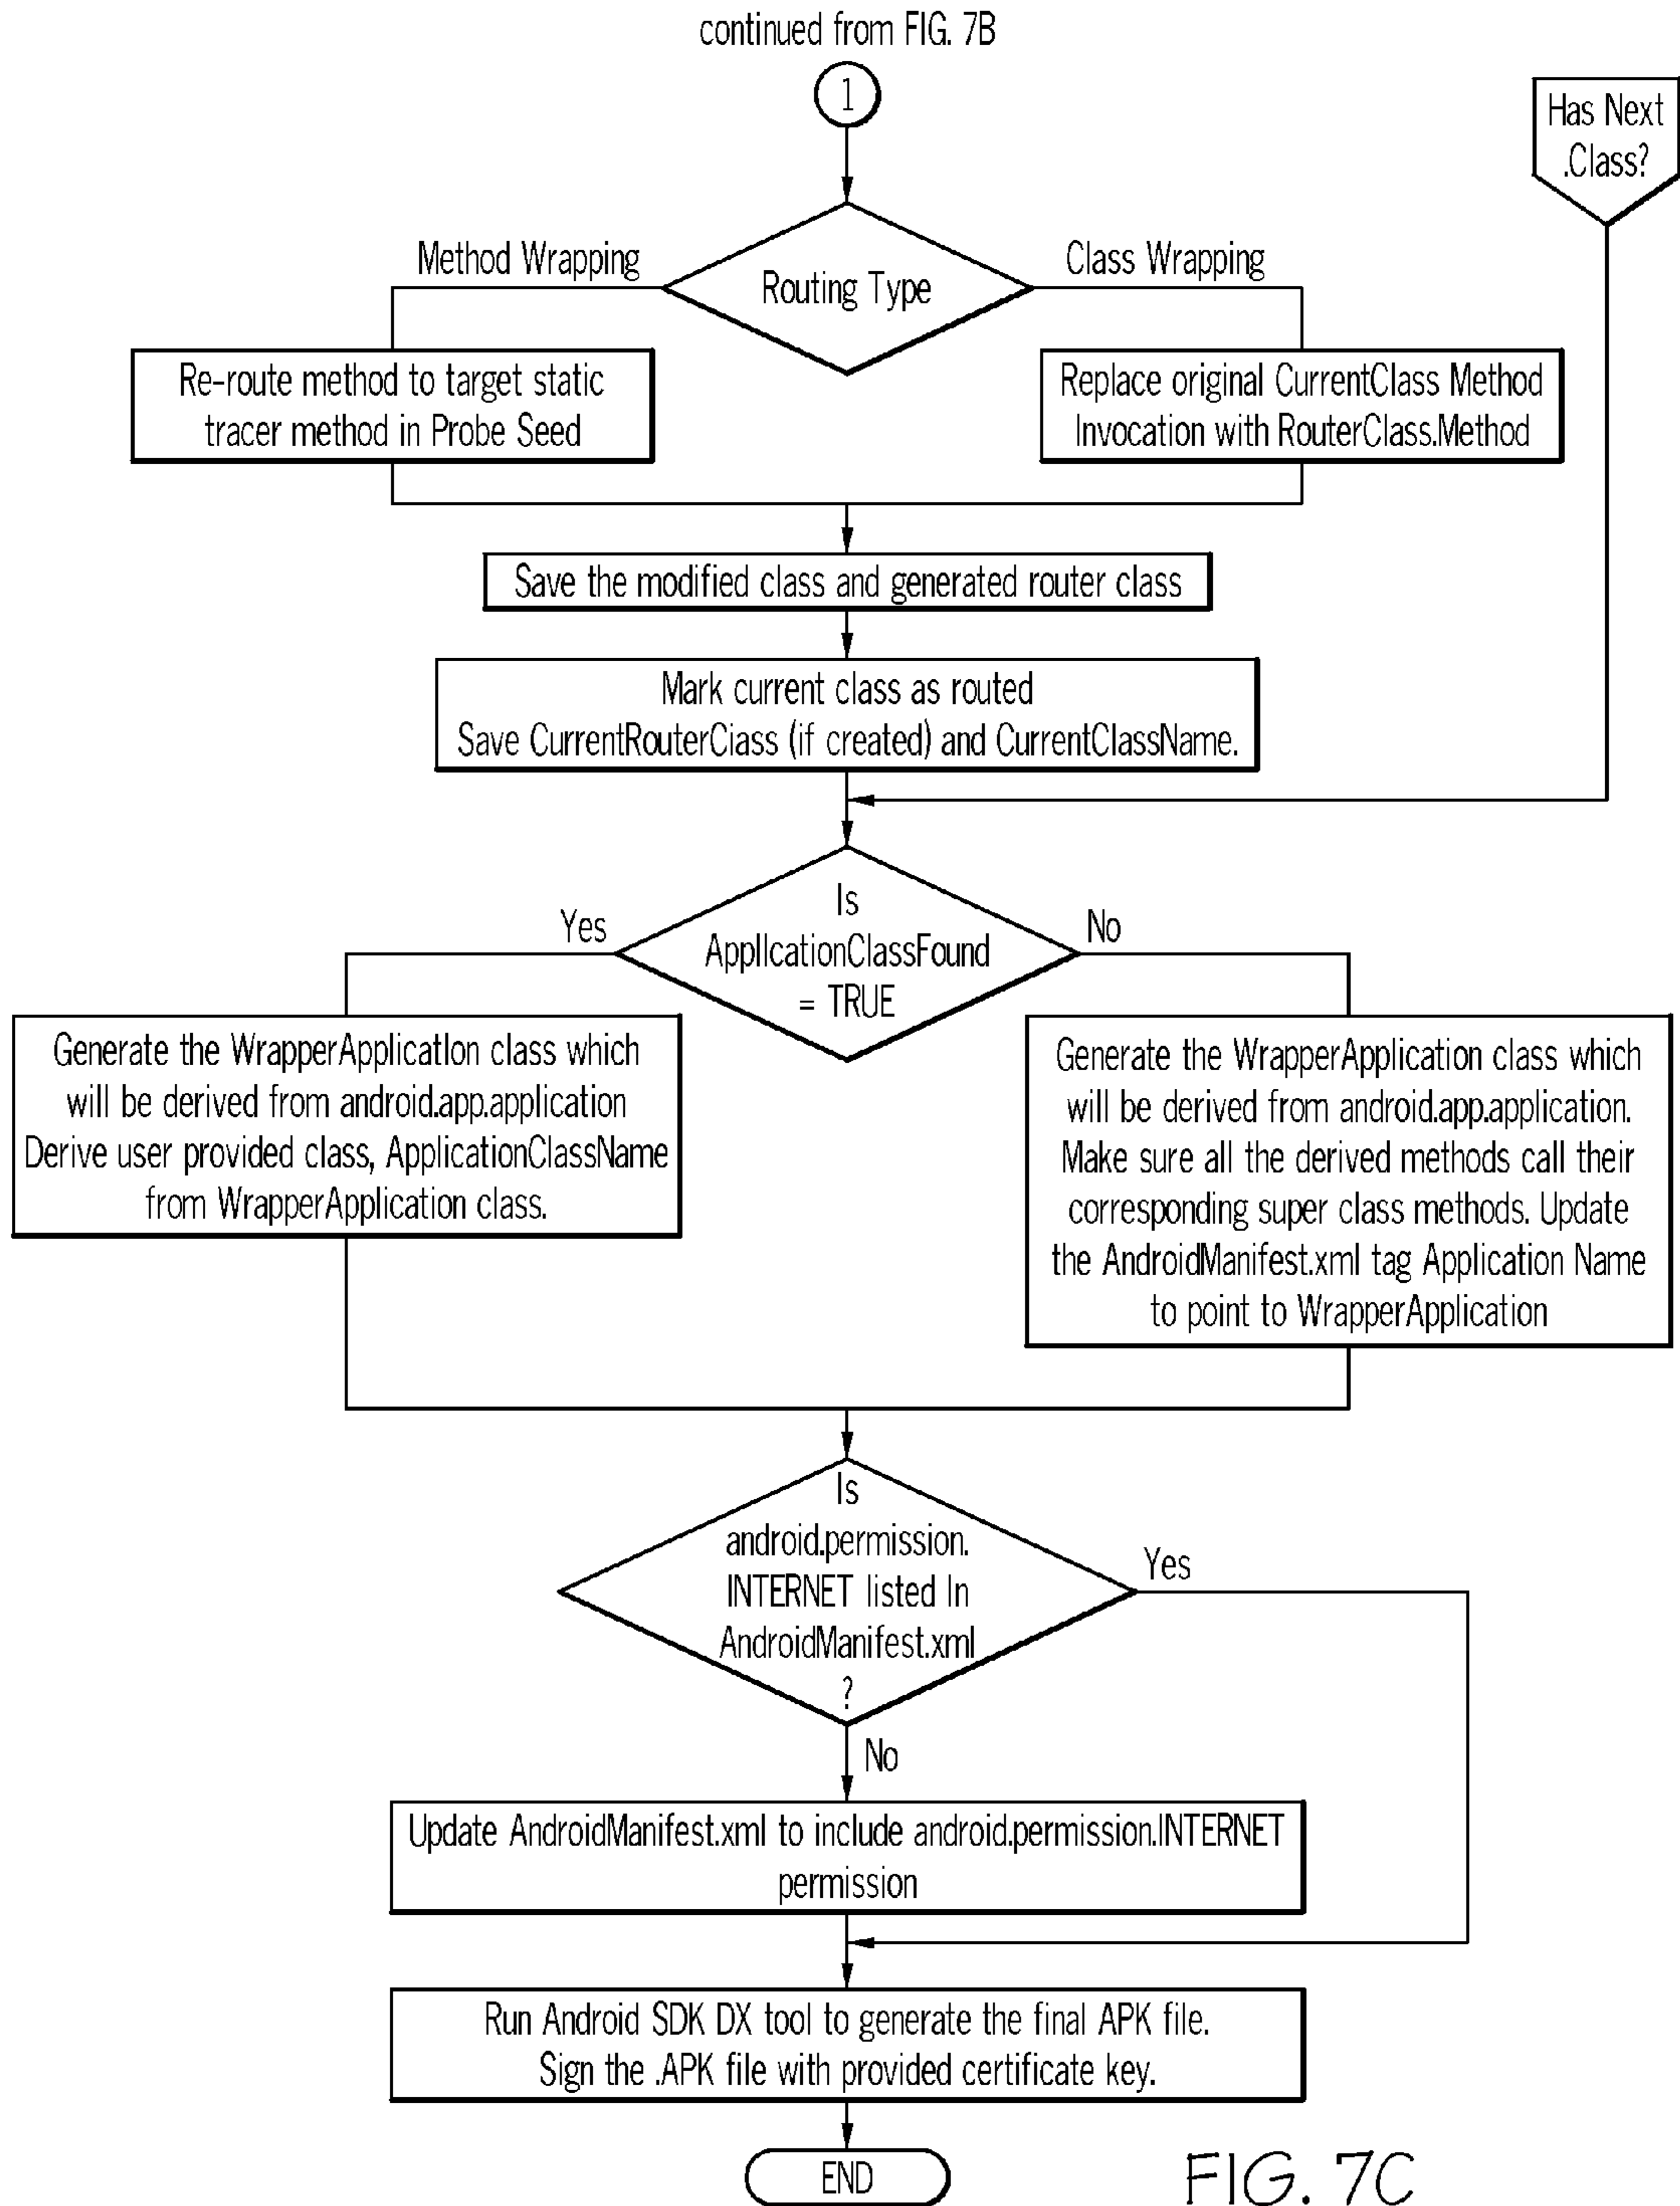 continued from FIG. 7B
1
Has Next
.Class?
Method Wrapping
Class Wrapping
Routing Type
Re-route method to target static
tracer method in Probe Seed
Replace original CurrentClass Method
Invocation with RouterClass.Method
Save the modified class and generated router class
Mark current class as routed
Save CurrentRouterCiass (if created) and CurrentClassName.
Is
AppllcationClassFound
= TRUE
Yes
No
Generate the WrapperApplicatlon class which
will be derived from android.app.application
Derive user provided class, ApplicationClassName
from WrapperApplication class.
Generate the WrapperApplication class which
will be derived from android.app.application.
Make sure all the derived methods call their
corresponding super class methods. Update
the AndroidManifest.xml tag Application Name
to point to WrapperApplication
Is
android.permission.
INTERNET listed In
AndroidManifest.xml
?
Yes
No
Update AndroidManifest.xml to include android.permission.INTERNET
permission
Run Android SDK DX tool to generate the final APK file.
Sign the .APK file with provided certificate key.
END
FIG. 7C